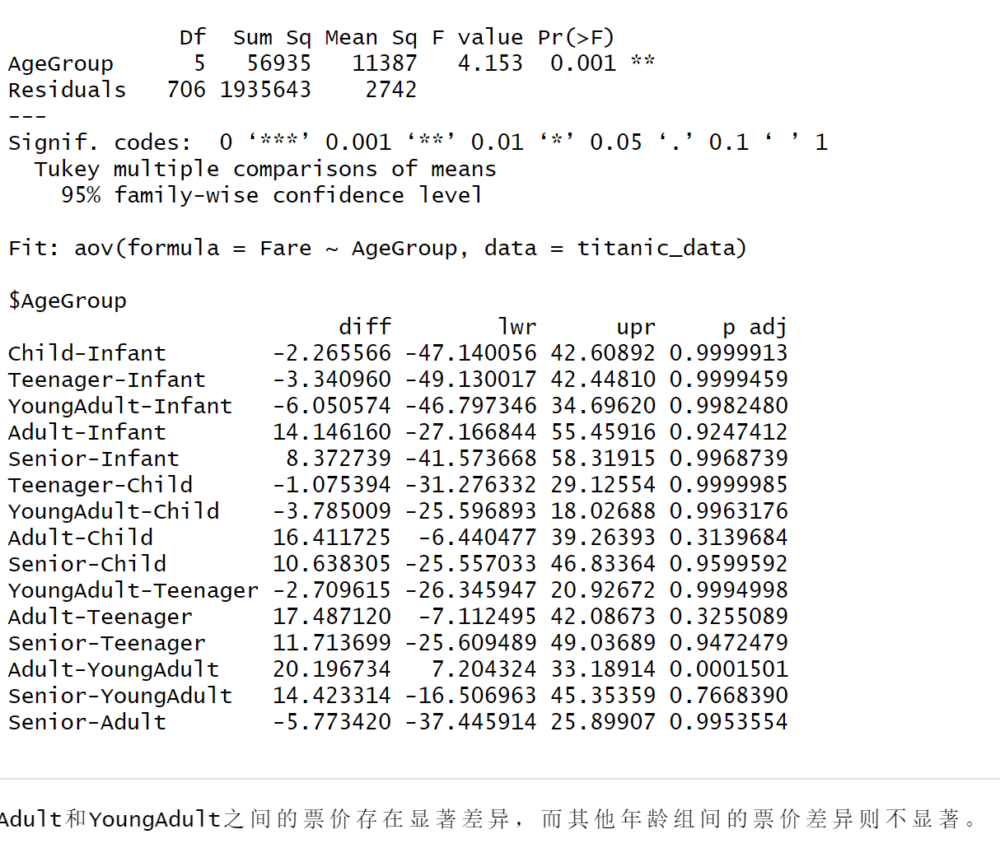 Df  Sum Sq Mean Sq F value Pr(>F)
AgeGroup      5   56935   11387   4.153  0.001 **
Residuals   706 1935643    2742
---
Signif. codes:  0 ‘***’ 0.001 ‘**’ 0.01 ‘*’ 0.05 ‘.’ 0.1 ‘ ’ 1
  Tukey multiple comparisons of means
    95% family-wise confidence level
Fit: aov(formula = Fare ~ AgeGroup, data = titanic_data)
$AgeGroup
                         diff        lwr      upr     p adj
Child-Infant        -2.265566 -47.140056 42.60892 0.9999913
Teenager-Infant     -3.340960 -49.130017 42.44810 0.9999459
YoungAdult-Infant   -6.050574 -46.797346 34.69620 0.9982480
Adult-Infant        14.146160 -27.166844 55.45916 0.9247412
Senior-Infant        8.372739 -41.573668 58.31915 0.9968739
Teenager-Child      -1.075394 -31.276332 29.12554 0.9999985
YoungAdult-Child    -3.785009 -25.596893 18.02688 0.9963176
Adult-Child         16.411725  -6.440477 39.26393 0.3139684
Senior-Child        10.638305 -25.557033 46.83364 0.9599592
YoungAdult-Teenager -2.709615 -26.345947 20.92672 0.9994998
Adult-Teenager      17.487120  -7.112495 42.08673 0.3255089
Senior-Teenager     11.713699 -25.609489 49.03689 0.9472479
Adult-YoungAdult    20.196734   7.204324 33.18914 0.0001501
Senior-YoungAdult   14.423314 -16.506963 45.35359 0.7668390
Senior-Adult        -5.773420 -37.445914 25.89907 0.9953554
Adult和YoungAdult之间的票价存在显著差异，而其他年龄组间的票价差异则不显著。